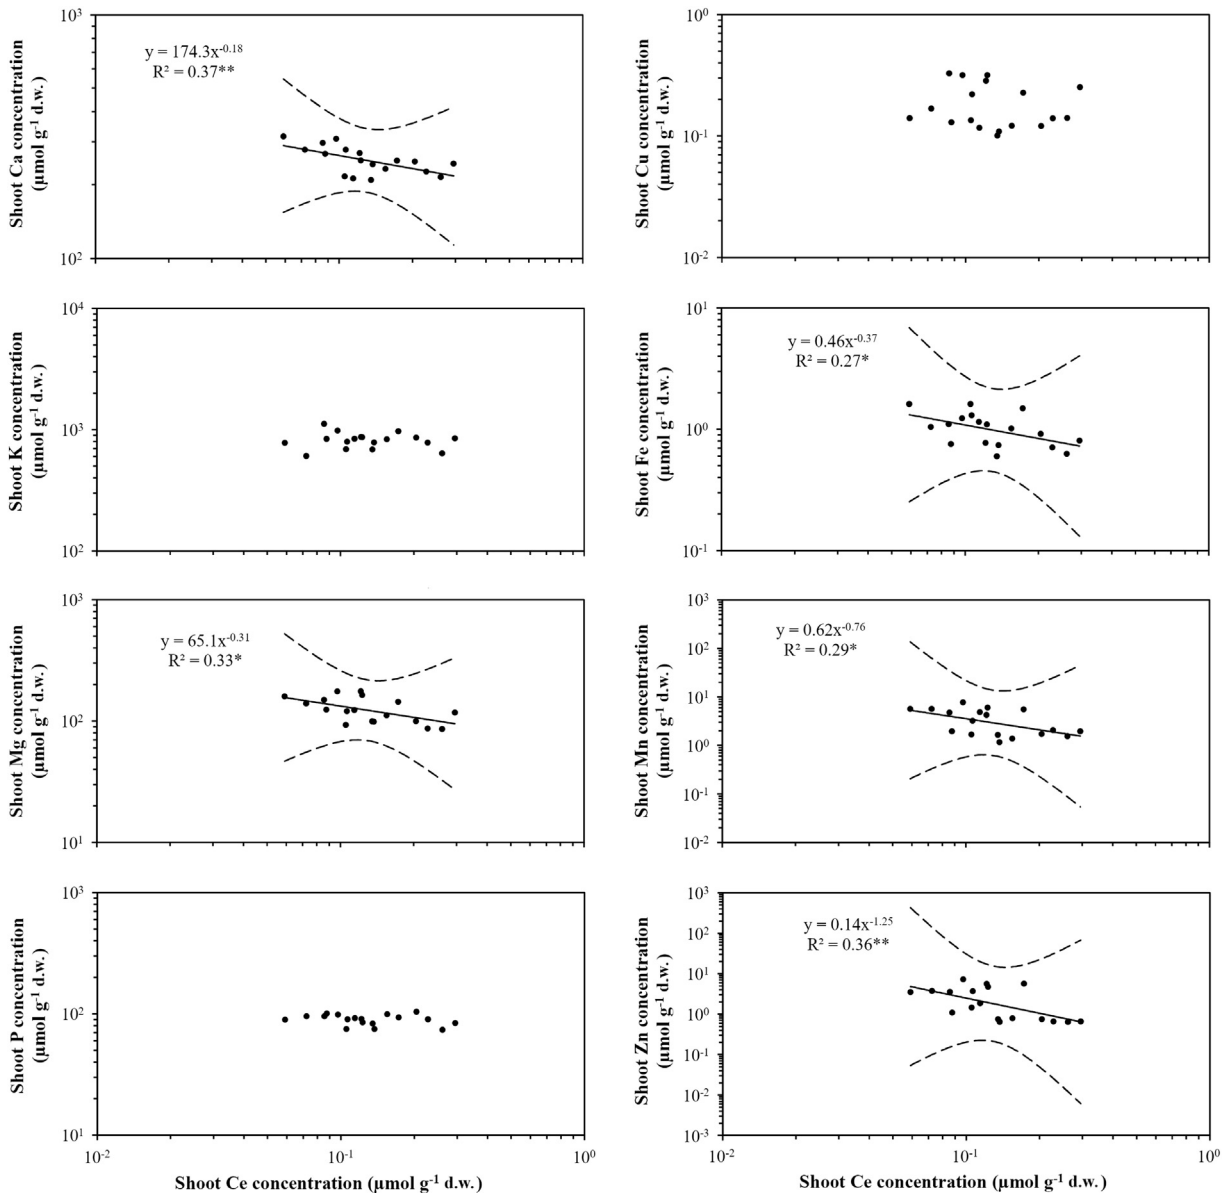 Shoot Ca concentration
(µmol g⁻¹ d.w.)
10³
10²
y = 174.3x⁻⁰·¹⁸
R² = 0.37**
Shoot Cu concentration
(µmol g⁻¹ d.w.)
10⁰
10⁻¹
10⁻²
Shoot K concentration
(µmol g⁻¹ d.w.)
10⁴
10³
10²
Shoot Fe concentration
(µmol g⁻¹ d.w.)
10¹
10⁰
10⁻¹
y = 0.46x⁻⁰·³⁷
R² = 0.27*
Shoot Mg concentration
(µmol g⁻¹ d.w.)
10³
10²
10¹
y = 65.1x⁻⁰·³¹
R² = 0.33*
Shoot Mn concentration
(µmol g⁻¹ d.w.)
10³
10²
10¹
10⁰
10⁻¹
10⁻²
y = 0.62x⁻⁰·⁷⁶
R² = 0.29*
Shoot P concentration
(µmol g⁻¹ d.w.)
10³
10²
10¹
10⁻² 10⁻¹ 10⁰
Shoot Ce concentration (µmol g⁻¹ d.w.)
Shoot Zn concentration
(µmol g⁻¹ d.w.)
10³
10²
10¹
10⁰
10⁻¹
10⁻²
10⁻³
y = 0.14x⁻¹·²⁵
R² = 0.36**
10⁻² 10⁻¹ 10⁰
Shoot Ce concentration (µmol g⁻¹ d.w.)